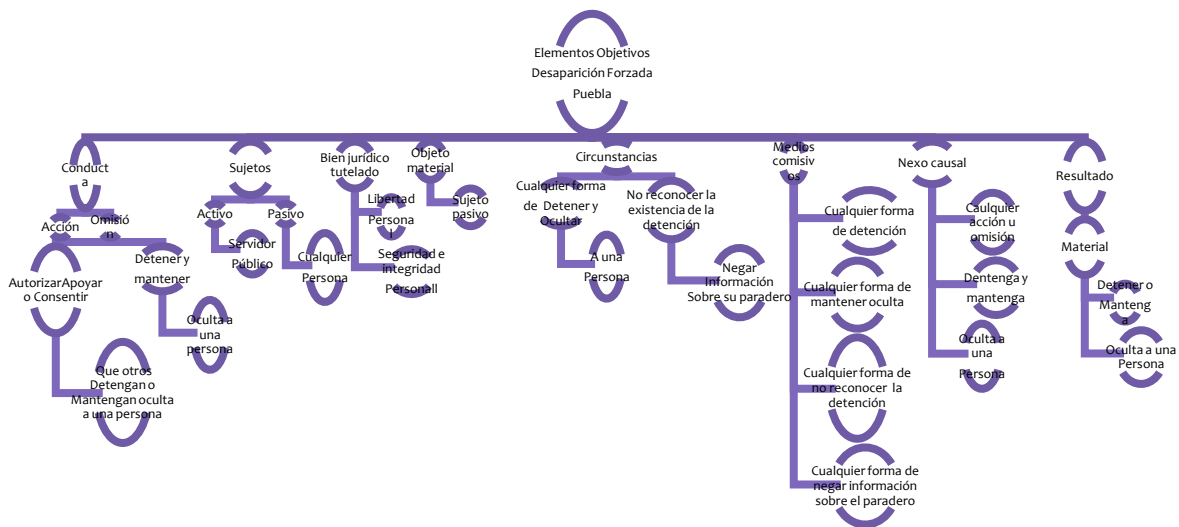 Elementos Objetivos
Desaparición Forzada
Puebla
Conduct
a
Acción
Omisió
n
AutorizarApoyar
o Consentir
Que otros
Detengan o
Mantengan oculta
a una persona
Detener y
mantener
Oculta a
una
persona
Sujetos
Activo
Servidor
Público
Pasivo
Cualquier
Persona
Bien jurídico
tutelado
Libertad
Persona
l
Seguridad e
integridad
Personall
Objeto
material
Sujeto
pasivo
Circunstancias
Cualquier forma
de Detener y
Ocultar
A una
Persona
No reconocer la
existencia de la
detención
Negar
Información
Sobre su paradero
Medios
comisiv
os
Cualquier forma
de detención
Cualquier forma de
mantener oculta
Cualquier forma de
no reconocer la
detención
Cualquier forma de
negar información
sobre el paradero
Nexo causal
Caulquier
acción u
omisión
Dentenga y
mantenga
Oculta a
una
Persona
Resultado
Material
Detener o
Manteng
a
Oculta a una
Persona